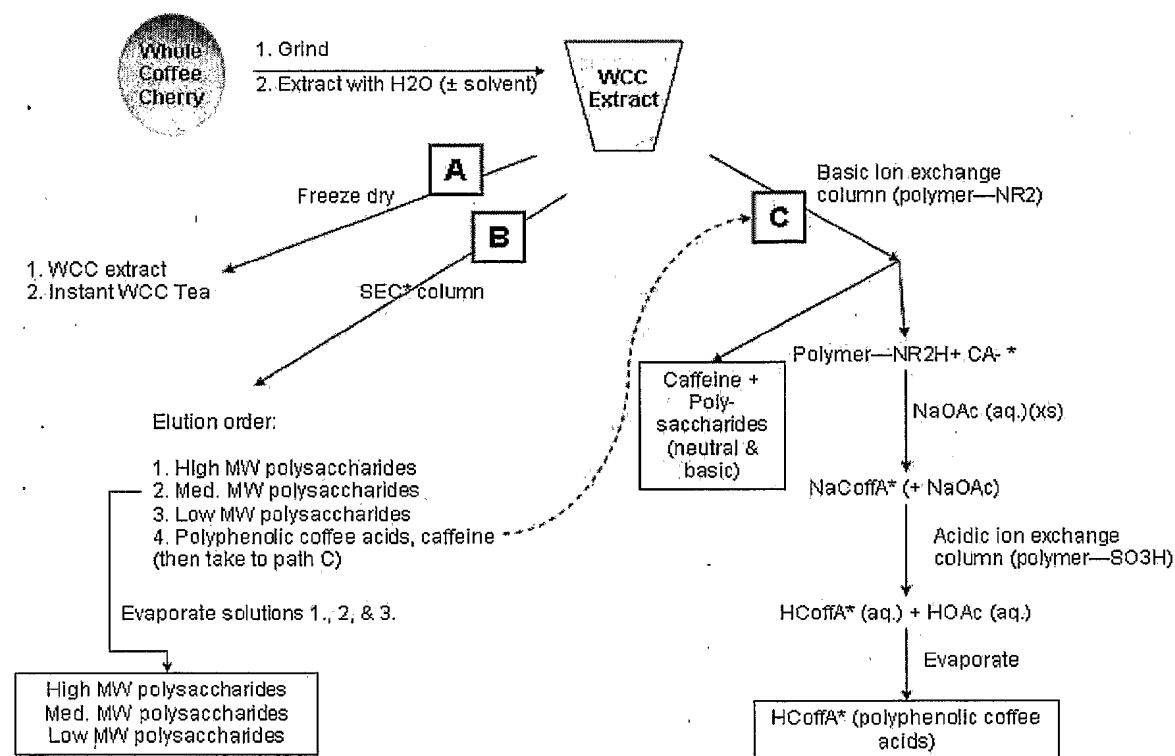 Whole
Coffee
Cherry
1. Grind
2. Extract with H2O (± solvent)
WCC
Extract
A
Freeze dry
B
C
Basic Ion exchange
column (polymer—NR2)
1. WCC extract
2. Instant WCC Tea
SEC* column
Polymer—NR2H+ CA- *
Caffeine +
Poly-
saccharides
(neutral &
basic)
NaOAc (aq.)(xs)
Elution order:
1. High MW polysaccharides
2. Med. MW polysaccharides
3. Low MW polysaccharides
4. Polyphenolic coffee acids, caffeine
(then take to path C)
NaCoffA* (+ NaOAc)
Acidic ion exchange
column (polymer—SO3H)
Evaporate solutions 1., 2, & 3.
HCoffA* (aq.) + HOAc (aq.)
Evaporate
High MW polysaccharides
Med. MW polysaccharides
Low MW polysaccharides
HCoffA* (polyphenolic coffee
acids)